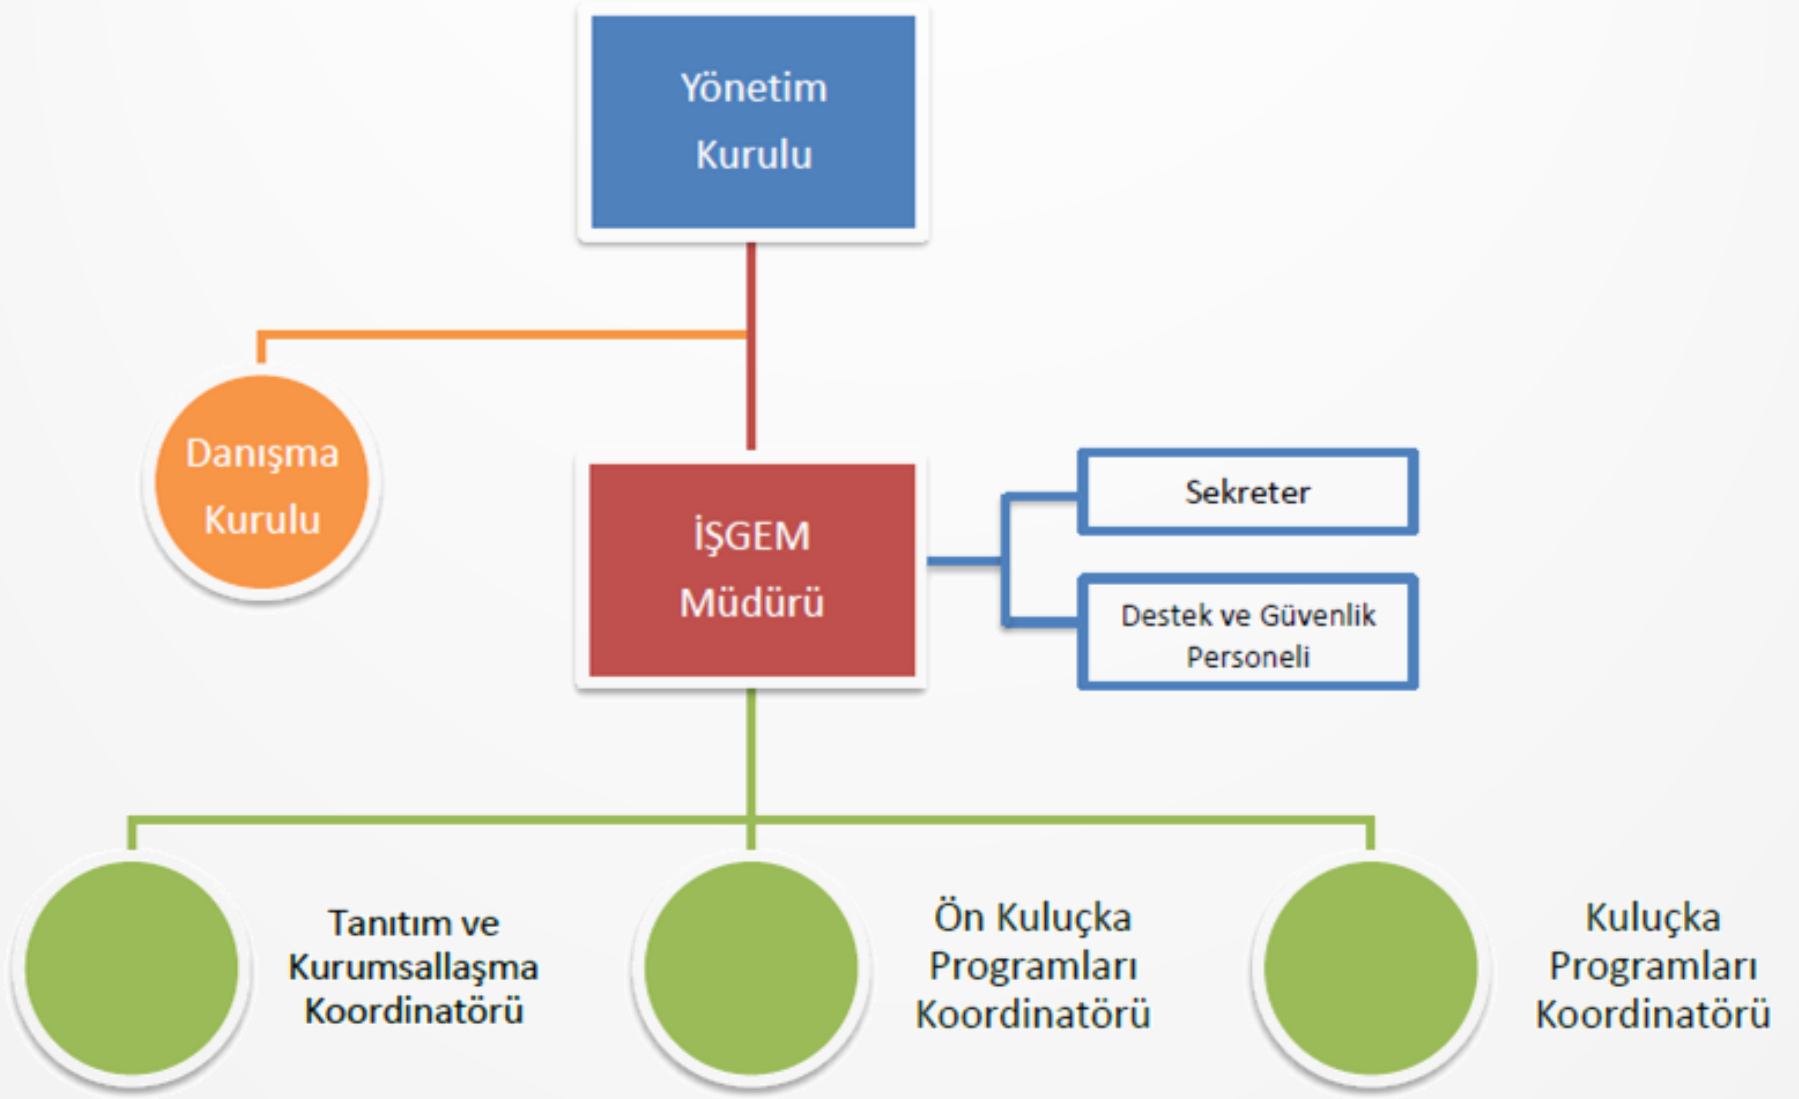 Yönetim
Kurulu
Danışma
Kurulu
İŞGEM
Müdürü
Sekreter
Destek ve Güvenlik
Personeli
Tanıtım ve
Kurumsallaşma
Koordinatörü
Ön Kuluçka
Programları
Koordinatörü
Kuluçka
Programları
Koordinatörü